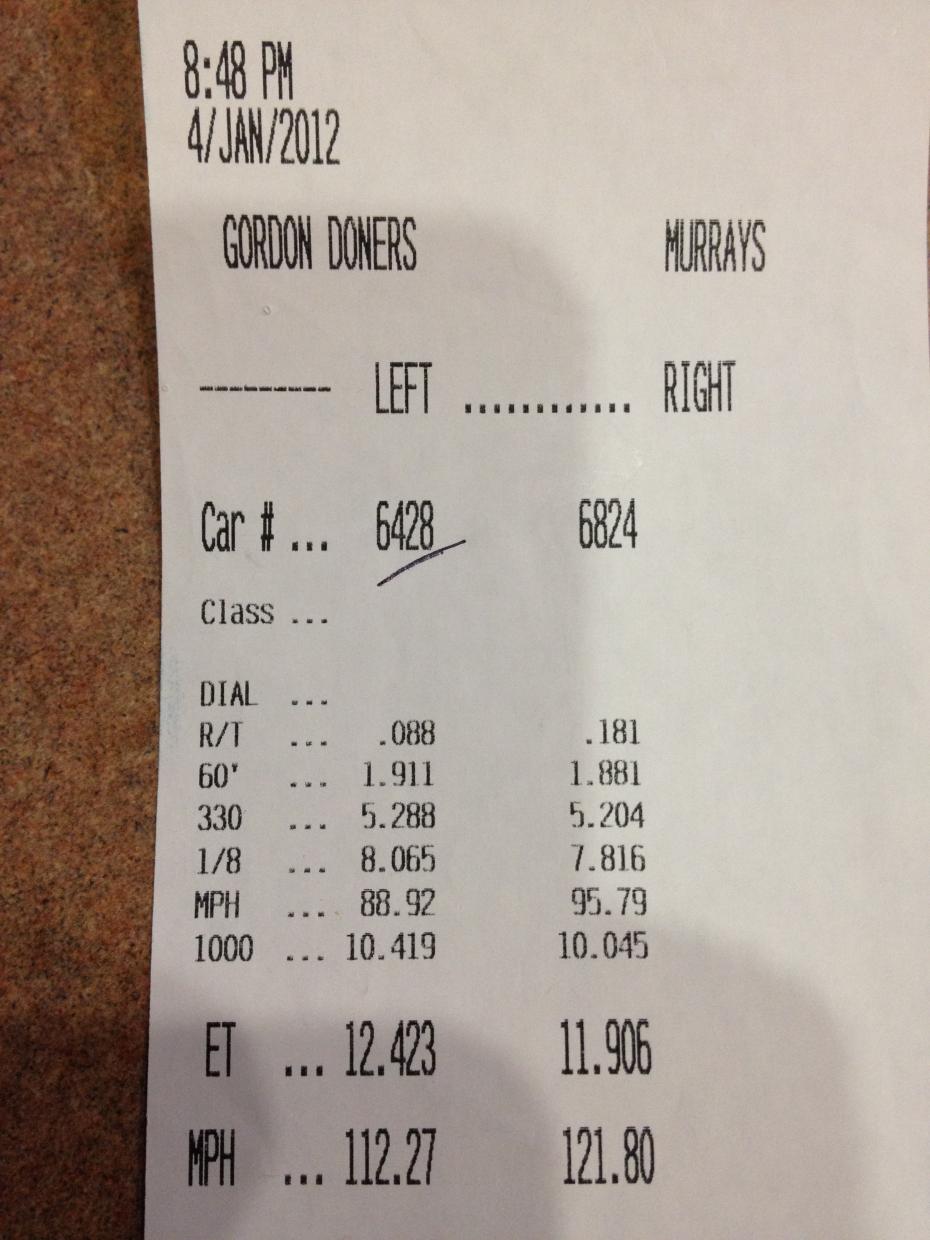 8:48 PM
4/JAN/2012
GORDON DONERS MURRAYS
--------- LEFT ............ RIGHT
Car # ... 6428 6824
Class ...
DIAL ...
R/T ... .088 .181
60' ... 1.911 1.881
330 ... 5.288 5.204
1/8 ... 8.065 7.816
MPH ... 88.92 95.79
1000 ... 10.419 10.045
ET ... 12.423 11.906
MPH ... 112.27 121.80